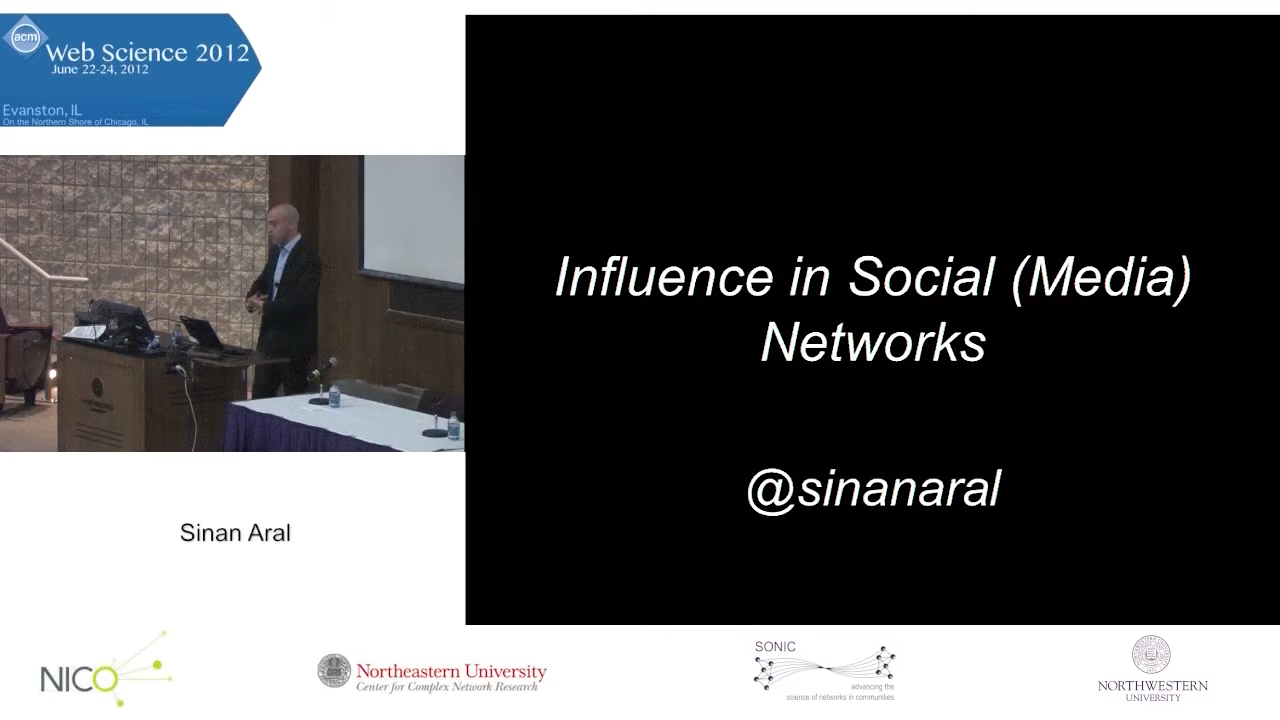 acm
Web Science 2012
June 22-24, 2012
Evanston, IL
On the Northern Shore of Chicago, IL
Influence in Social (Media)
Networks
@sinanaral
Sinan Aral
NICO
Northeastern University
Center for Complex Network Research
SONIC
advancing the
science of networks in communities
NORTHWESTERN
UNIVERSITY